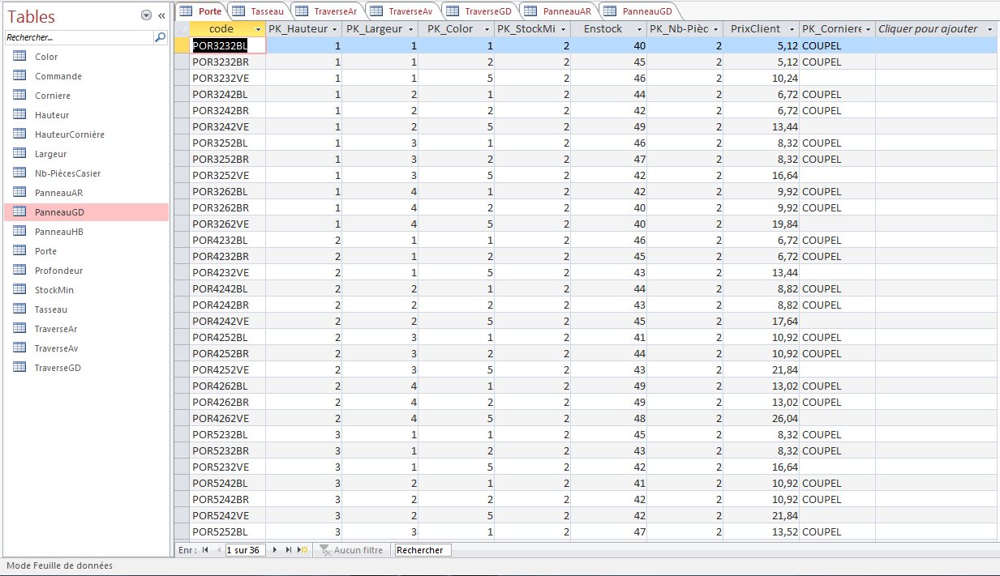 Tables «
Rechercher...
Color
Commande
Corniere
Hauteur
HauteurCornière
Largeur
Nb-PiècesCasier
PanneauAR
PanneauGD
PanneauHB
Porte
Profondeur
StockMin
Tasseau
TraverseAr
TraverseAv
TraverseGD
Porte Tasseau TraverseAr TraverseAv TraverseGD PanneauAR PanneauGD
code PK_Hauteur PK_Largeur PK_Color PK_StockMi Enstock PK_Nb-Pièc PrixClient PK_Corniere Cliquer pour ajouter
POR3232BL 1 1 1 2 40 2 5,12 COUPEL
POR3232BR 1 1 2 2 45 2 5,12 COUPEL
POR3232VE 1 1 5 2 46 2 10,24
POR3242BL 1 2 1 2 44 2 6,72 COUPEL
POR3242BR 1 2 2 2 42 2 6,72 COUPEL
POR3242VE 1 2 5 2 49 2 13,44
POR3252BL 1 3 1 2 46 2 8,32 COUPEL
POR3252BR 1 3 2 2 47 2 8,32 COUPEL
POR3252VE 1 3 5 2 42 2 16,64
POR3262BL 1 4 1 2 42 2 9,92 COUPEL
POR3262BR 1 4 2 2 40 2 9,92 COUPEL
POR3262VE 1 4 5 2 40 2 19,84
POR4232BL 2 1 1 2 46 2 6,72 COUPEL
POR4232BR 2 1 2 2 45 2 6,72 COUPEL
POR4232VE 2 1 5 2 43 2 13,44
POR4242BL 2 2 1 2 44 2 8,82 COUPEL
POR4242BR 2 2 2 2 43 2 8,82 COUPEL
POR4242VE 2 2 5 2 45 2 17,64
POR4252BL 2 3 1 2 41 2 10,92 COUPEL
POR4252BR 2 3 2 2 44 2 10,92 COUPEL
POR4252VE 2 3 5 2 43 2 21,84
POR4262BL 2 4 1 2 49 2 13,02 COUPEL
POR4262BR 2 4 2 2 49 2 13,02 COUPEL
POR4262VE 2 4 5 2 48 2 26,04
POR5232BL 3 1 1 2 45 2 8,32 COUPEL
POR5232BR 3 1 2 2 43 2 8,32 COUPEL
POR5232VE 3 1 5 2 42 2 16,64
POR5242BL 3 2 1 2 41 2 10,92 COUPEL
POR5242BR 3 2 2 2 42 2 10,92 COUPEL
POR5242VE 3 2 5 2 42 2 21,84
POR5252BL 3 3 1 2 47 2 13,52 COUPEL
Enr : 1 sur 36 Aucun filtre Rechercher
Mode Feuille de données